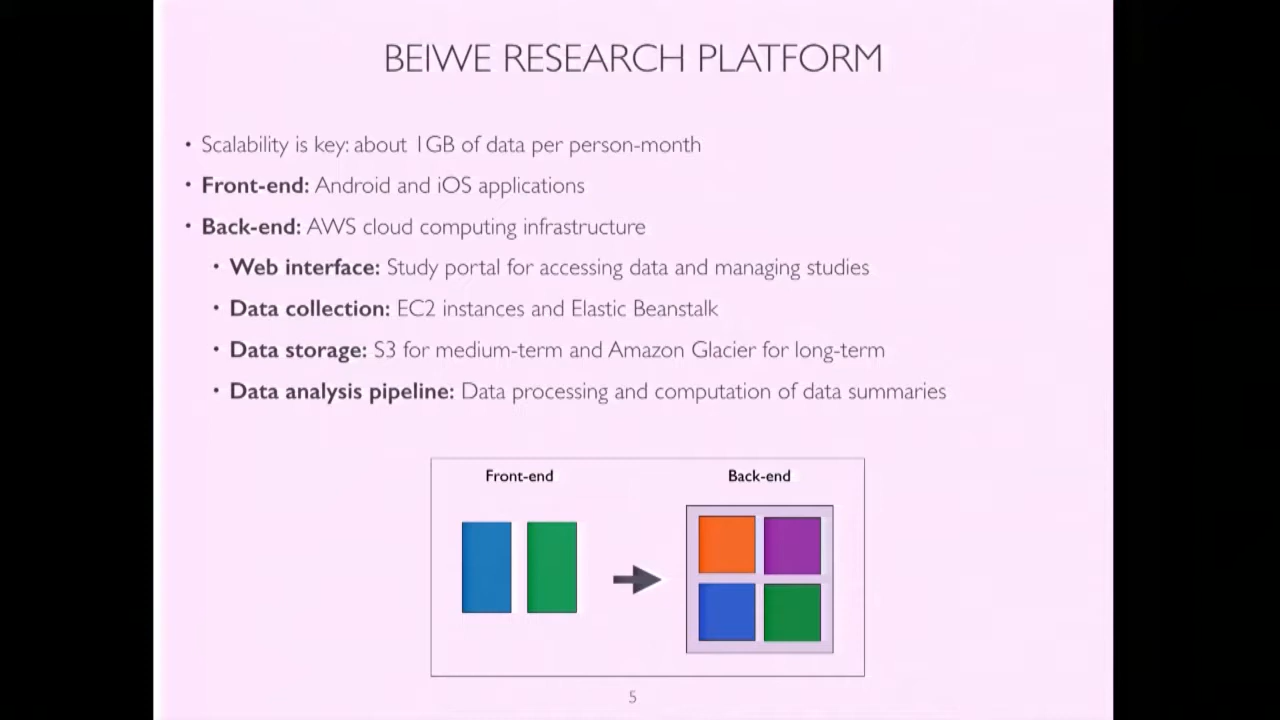 BEIWE RESEARCH PLATFORM
• Scalability is key: about 1GB of data per person-month
• Front-end: Android and iOS applications
• Back-end: AWS cloud computing infrastructure
• Web interface: Study portal for accessing data and managing studies
• Data collection: EC2 instances and Elastic Beanstalk
• Data storage: S3 for medium-term and Amazon Glacier for long-term
• Data analysis pipeline: Data processing and computation of data summaries
Front-end
Back-end
5